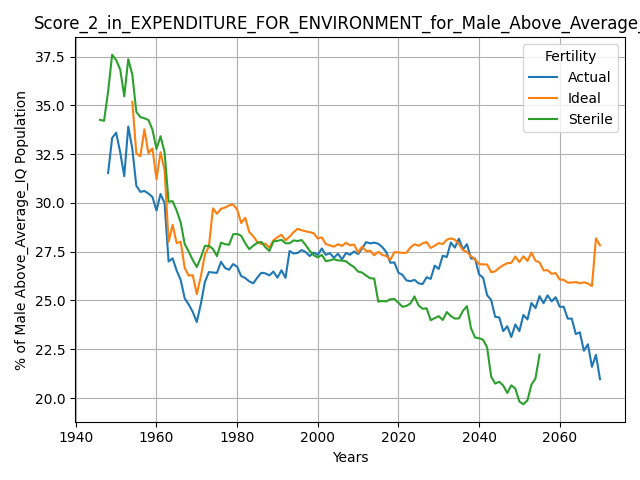 Score_2_in_EXPENDITURE_FOR_ENVIRONMENT_for_Male_Above_Average_
37.5
35.0
32.5
30.0
27.5
25.0
22.5
20.0
% of Male Above_Average_IQ Population
Fertility
Actual
Ideal
Sterile
1940 1960 1980 2000 2020 2040 2060
Years